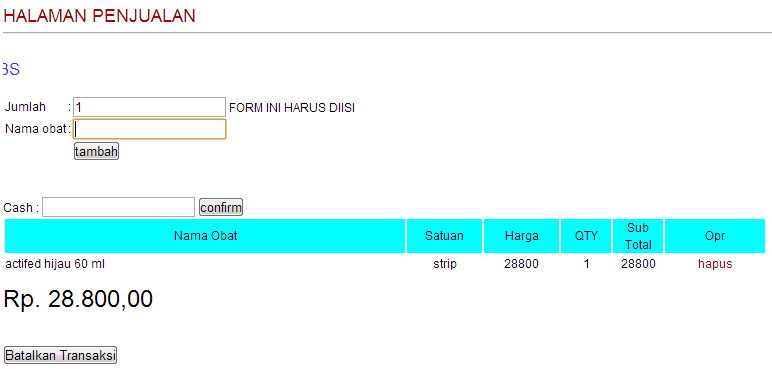 HALAMAN PENJUALAN
BS
Jumlah : 1 FORM INI HARUS DIISI
Nama obat :
tambah
Cash : confirm
Nama Obat Satuan Harga QTY Sub Total Opr
actifed hijau 60 ml strip 28800 1 28800 hapus
Rp. 28.800,00
Batalkan Transaksi